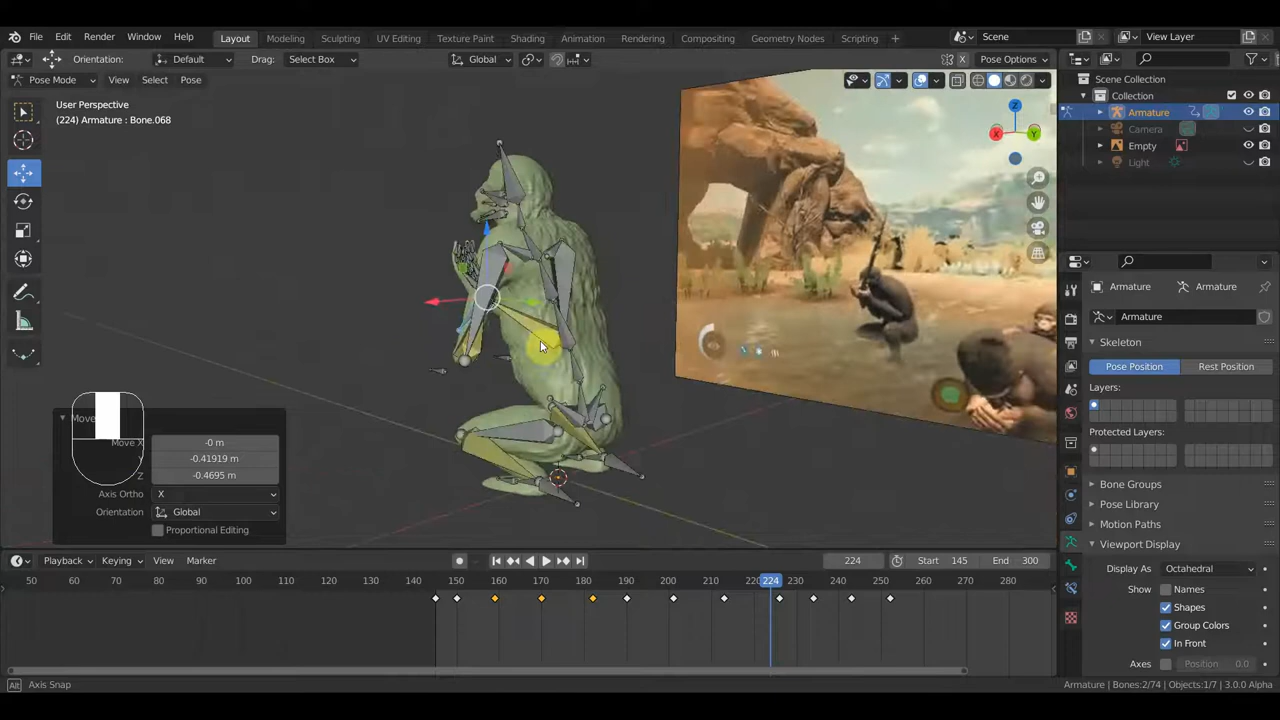 File Edit Render Window Help Layout Modeling Sculpting UV Editing Texture Paint Shading Animation Rendering Compositing Geometry Nodes Scripting + Scene View Layer
Orientation: Default Drag: Select Box Global Pose Options
Pose Mode View Select Pose
User Perspective
(224) Armature : Bone.068
Z
X
Y
Scene Collection
Collection
Armature
Camera
Empty
Light
Armature Armature
Armature
Skeleton
Pose Position Rest Position
Layers:
Protected Layers:
Bone Groups
Pose Library
Motion Paths
Viewport Display
Display As Octahedral
Show Names
Shapes
Group Colors
In Front
Axes Position 0.0
Move
Move X -0 m
-0.41919 m
Z -0.4695 m
Axis Ortho X
Orientation Global
Proportional Editing
Playback Keying View Marker 224 Start 145 End 300
50 60 70 80 90 100 110 120 130 140 150 160 170 180 190 200 210 224 230 240 250 260 270 280
Alt Axis Snap Armature | Bones:2/74 | Objects:1/7 | 3.0.0 Alpha